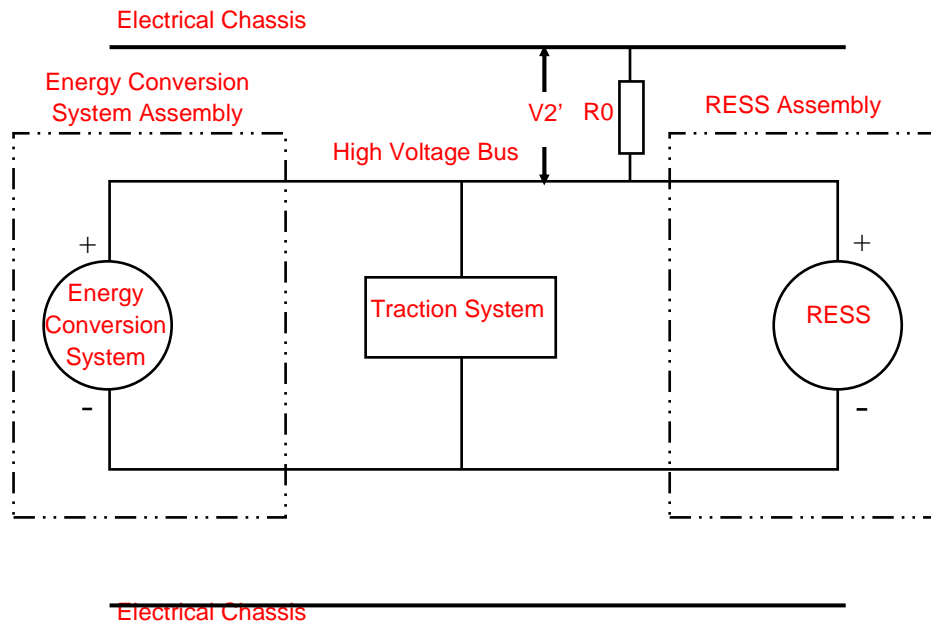 Electrical Chassis
Energy Conversion
System Assembly
V2’
R0
RESS Assembly
High Voltage Bus
+
+
Energy
Conversion
System
Traction System
RESS
-
-
Electrical Chassis